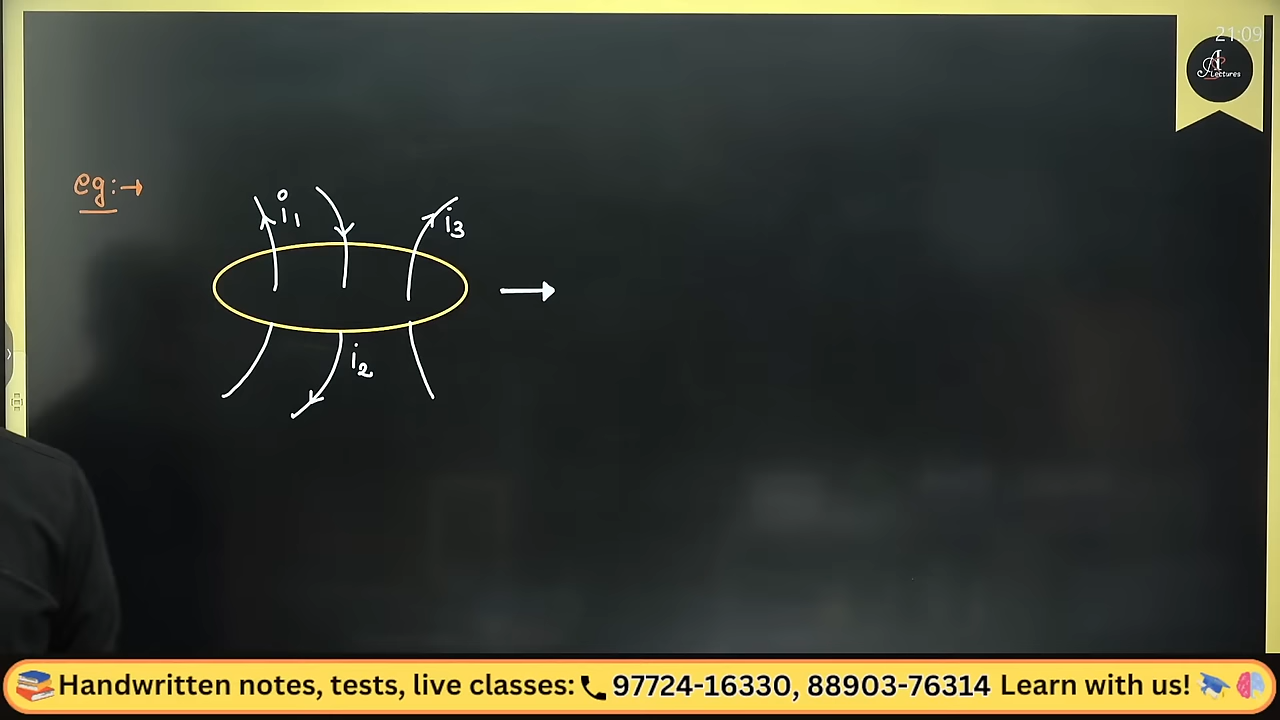 21:09
A
Lectures
eg:→
i₁
i₃
i₂
Handwritten notes, tests, live classes: 97724-16330, 88903-76314 Learn with us!